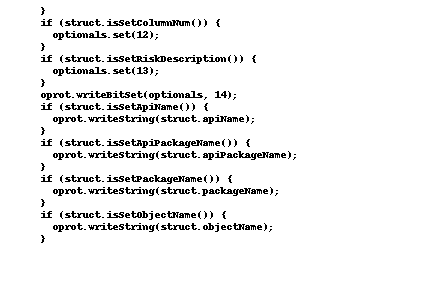 }
if (struct.isSetColumnNum()) {
optionals.set(12);
}
if (struct.isSetRiskDescription()) {
optionals.set(13);
}
oprot.writeBitSet(optionals, 14);
if (struct.isSetApiName()) {
oprot.writeString(struct.apiName);
}
if (struct.isSetApiPackageName()) {
oprot.writeString(struct.apiPackageName);
}
if (struct.isSetPackageName()) {
oprot.writeString(struct.packageName);
}
if (struct.isSetObjectName()) {
oprot.writeString(struct.objectName);
}